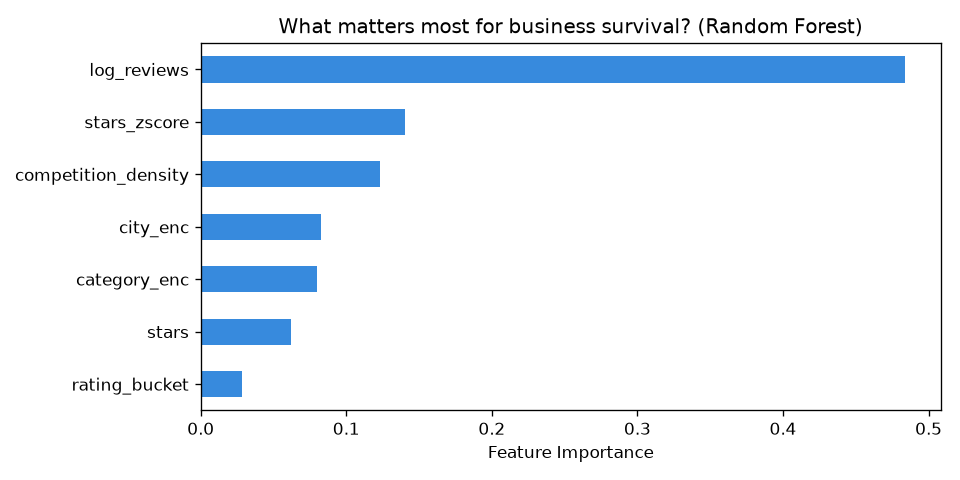 What matters most for business survival? (Random Forest)
log_reviews
stars_zscore
competition_density
city_enc
category_enc
stars
rating_bucket
0.0 0.1 0.2 0.3 0.4 0.5
Feature Importance